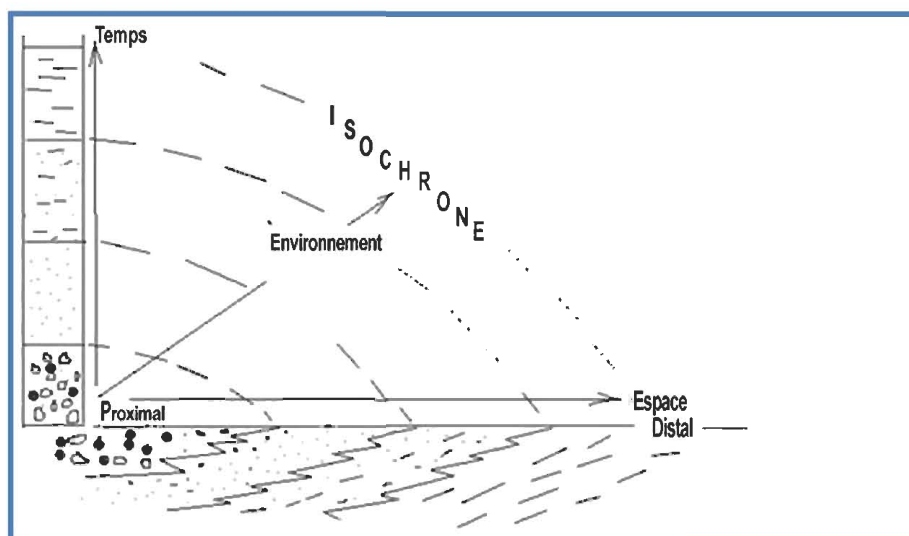 Temps
ISOCHRONE
Environnement
Proximal
Espace
Distal